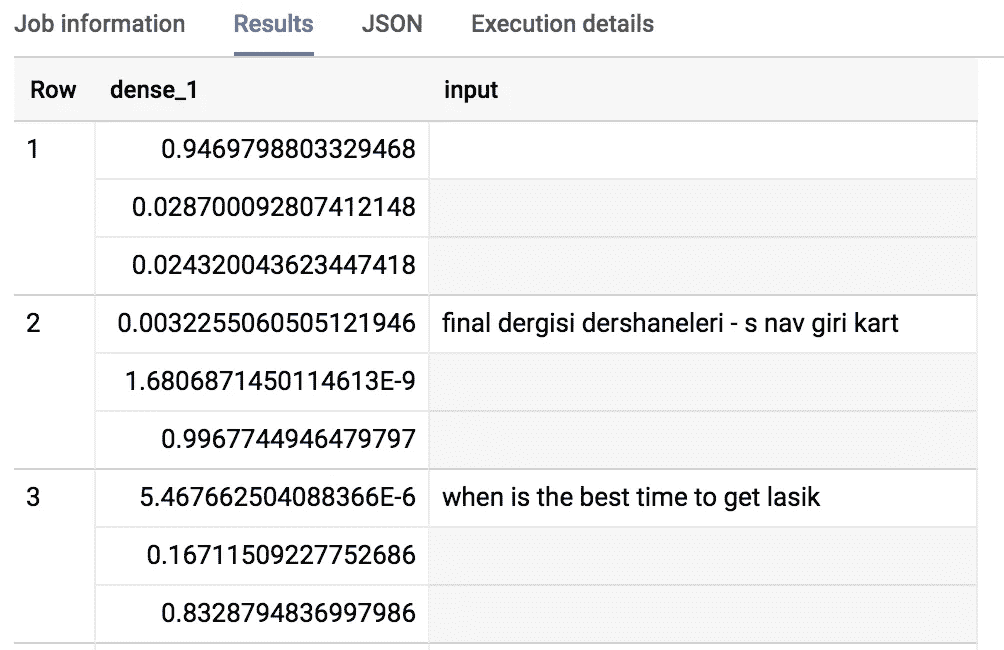 Job information Results JSON Execution details
Row dense_1 input
1 0.9469798803329468
0.028700092807412148
0.024320043623447418
2 0.0032255060505121946 final dergisi dershaneleri - s nav giri kart
1.6806871450114613E-9
0.9967744946479797
3 5.467662504088366E-6 when is the best time to get lasik
0.16711509227752686
0.8328794836997986